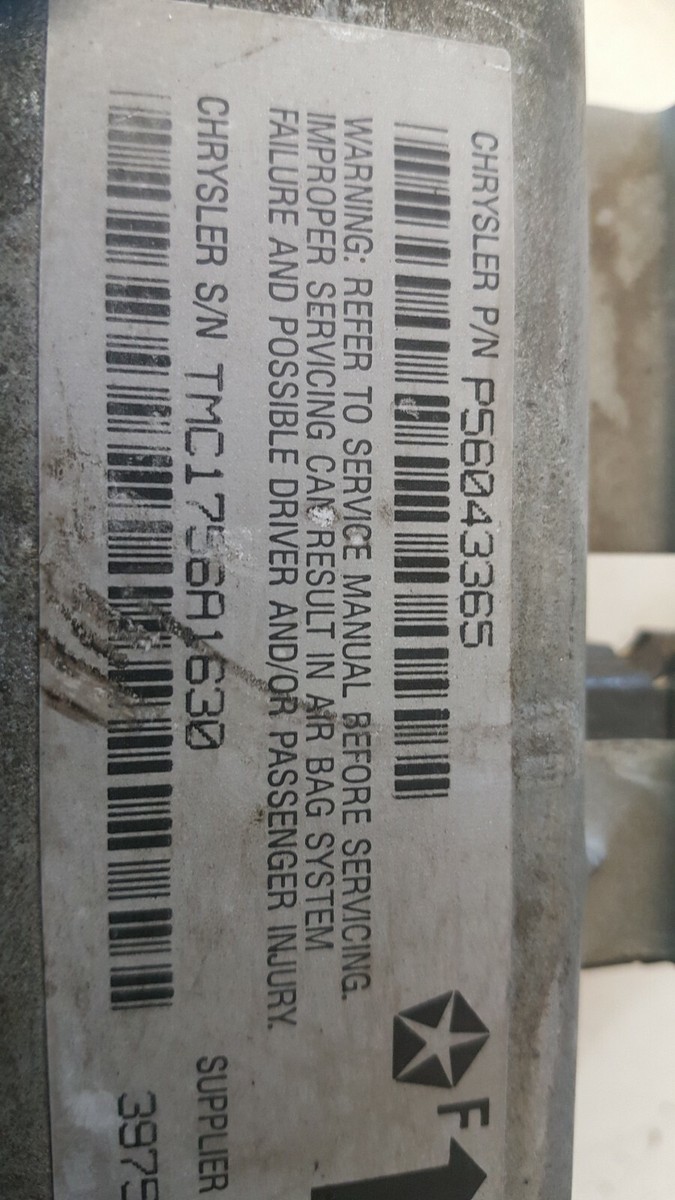 CHRYSLER P/N P56043365
F
WARNING: REFER TO SERVICE MANUAL BEFORE SERVICING.
IMPROPER SERVICING CAN RESULT IN AIR BAG SYSTEM
FAILURE AND POSSIBLE DRIVER AND/OR PASSENGER INJURY.
CHRYSLER S/N TMC1756A1630
SUPPLIER